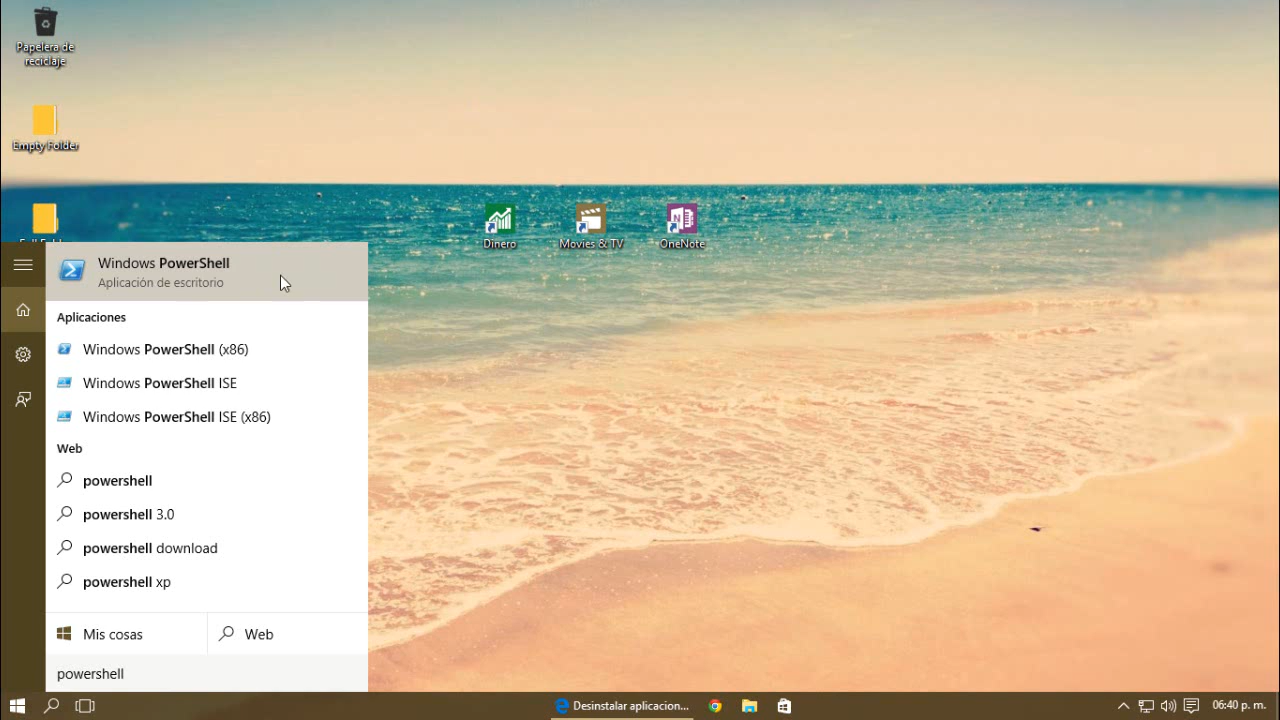 Papelera de
reciclaje
Empty Folder
Dinero
Movies & TV
OneNote
Windows PowerShell
Aplicación de escritorio
Aplicaciones
Windows PowerShell (x86)
Windows PowerShell ISE
Windows PowerShell ISE (x86)
Web
powershell
powershell 3.0
powershell download
powershell xp
Mis cosas
Web
powershell
Desinstalar aplicacion...
06:40 p. m.